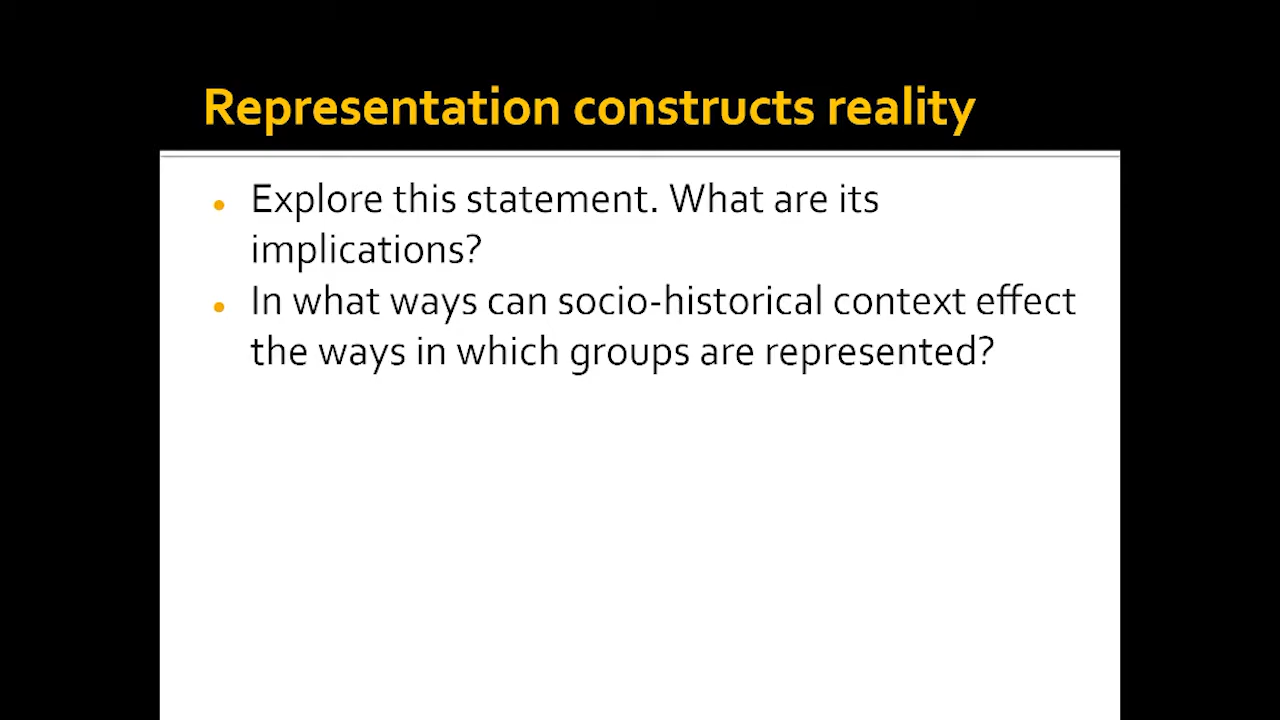 Representation constructs reality
Explore this statement. What are its
implications?
In what ways can socio-historical context effect
the ways in which groups are represented?